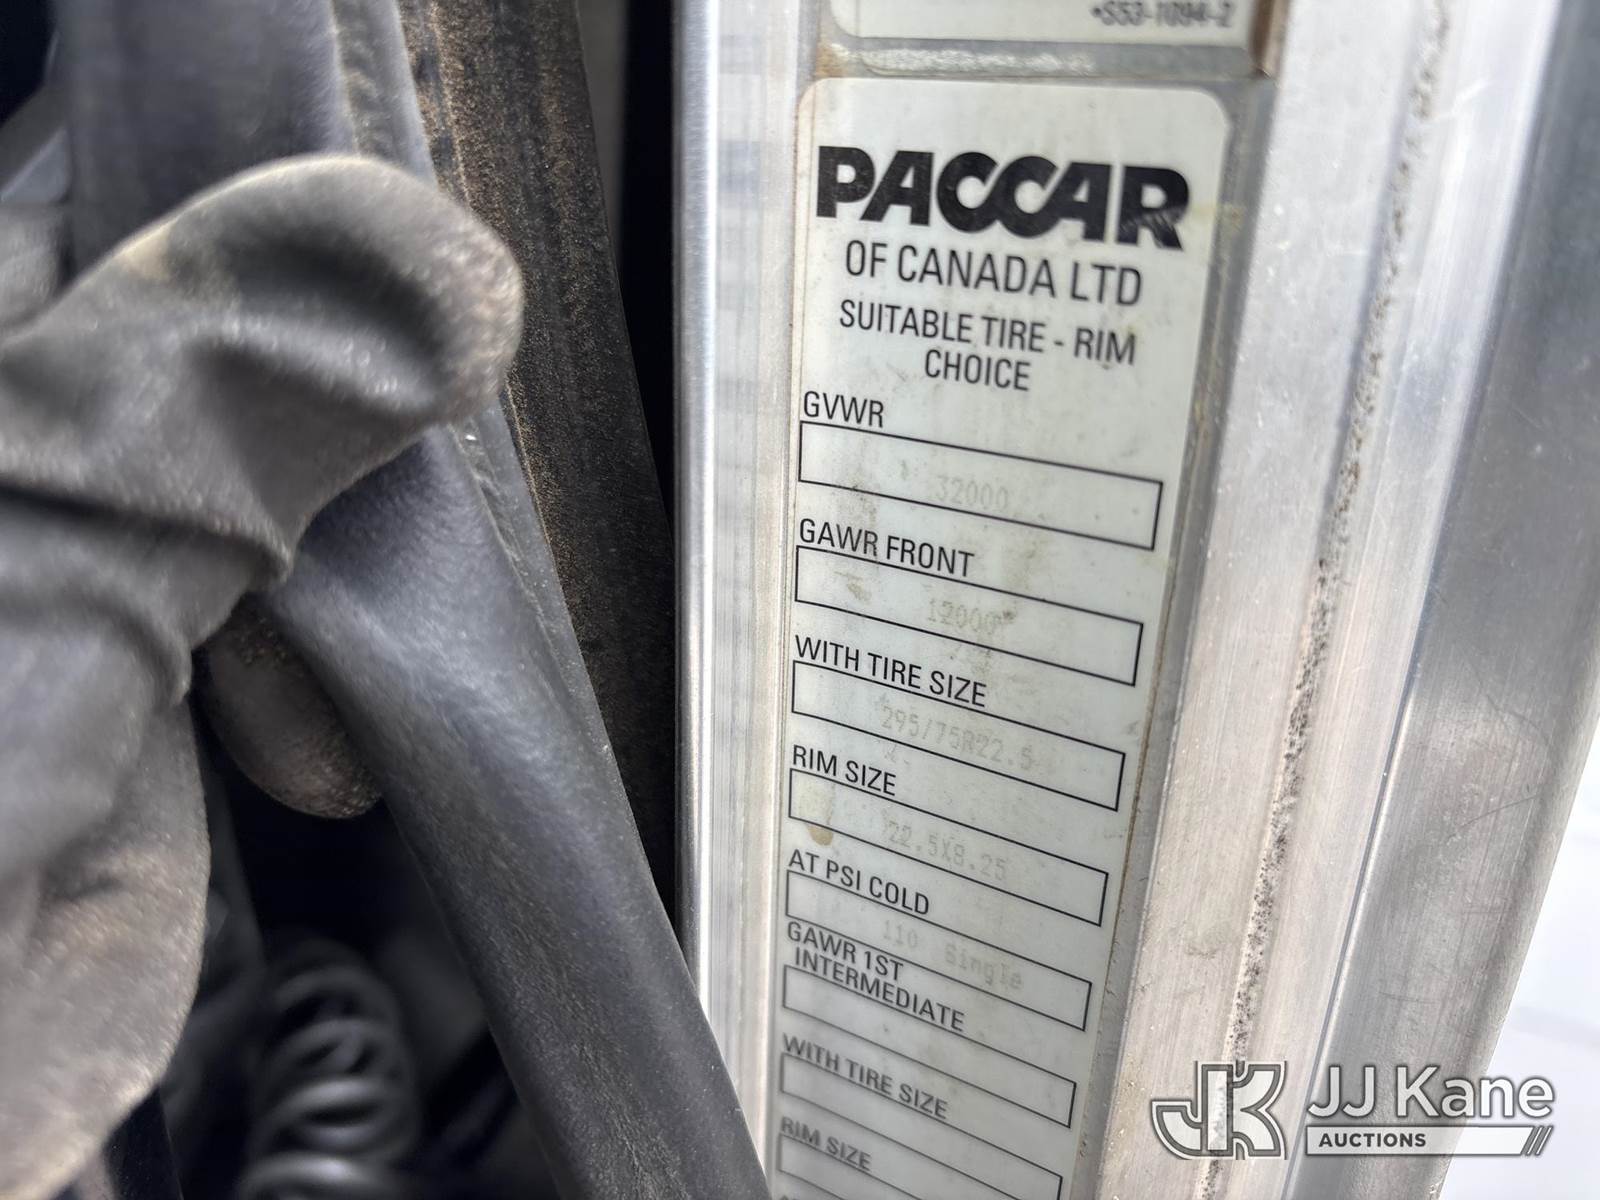 •S53-1094-2
PACCAR
OF CANADA LTD
SUITABLE TIRE - RIM
CHOICE
GVWR
32000
GAWR FRONT
12000
WITH TIRE SIZE
295/75R22.5
RIM SIZE
22.5X8.25
AT PSI COLD
110 Single
GAWR 1ST
INTERMEDIATE
WITH TIRE SIZE
RIM SIZE
JK
JJ Kane
AUCTIONS